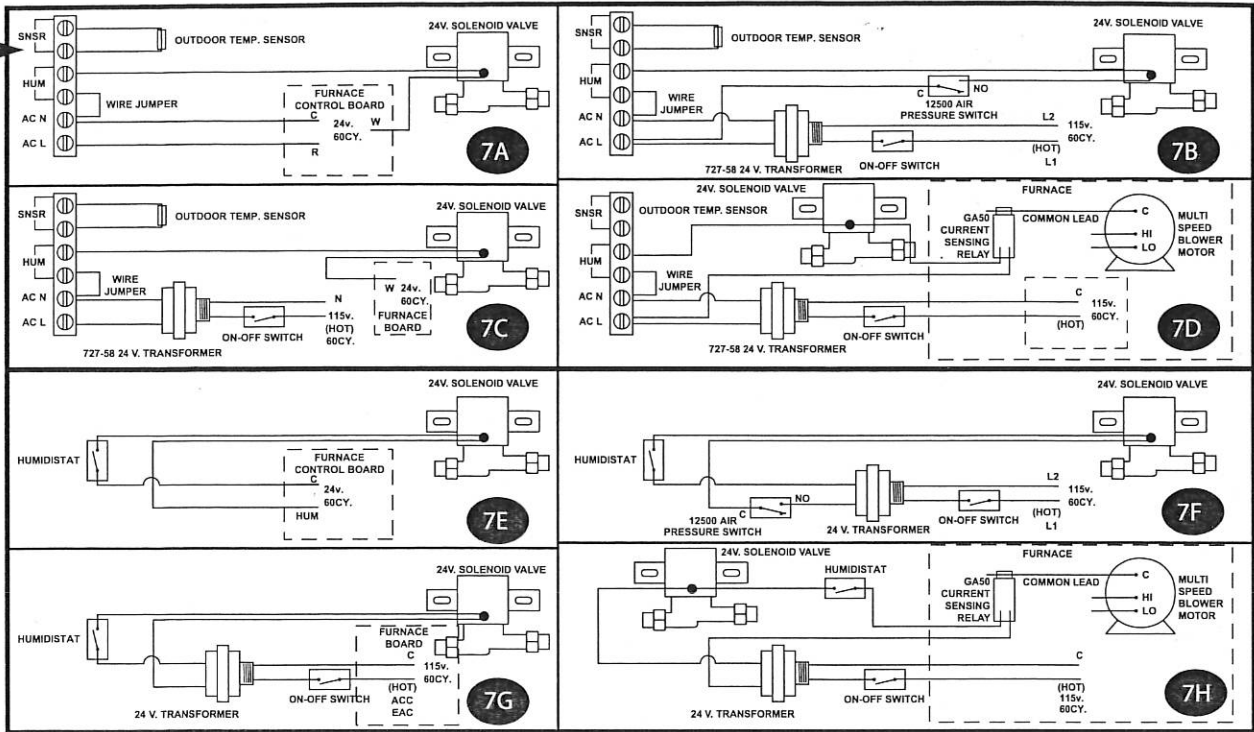 24V. SOLENOID VALVE
SNSR
OUTDOOR TEMP. SENSOR
HUM
WIRE JUMPER
FURNACE
CONTROL BOARD
C
24v.
60CY.
W
AC N
AC L
R
7A
24V. SOLENOID VALVE
SNSR
OUTDOOR TEMP. SENSOR
HUM
WIRE
JUMPER
C
NO
12500 AIR
PRESSURE SWITCH
AC N
AC L
L2
115v.
60CY.
(HOT)
L1
727-58 24 V. TRANSFORMER
ON-OFF SWITCH
7B
24V. SOLENOID VALVE
SNSR
OUTDOOR TEMP. SENSOR
HUM
WIRE
JUMPER
W 24v.
60CY.
FURNACE
BOARD
AC N
AC L
N
115v.
(HOT)
60CY.
ON-OFF SWITCH
727-58 24 V. TRANSFORMER
7C
24V. SOLENOID VALVE
FURNACE
SNSR
OUTDOOR TEMP. SENSOR
GA50
CURRENT
SENSING
RELAY
COMMON LEAD
C
HI
LO
MULTI
SPEED
BLOWER
MOTOR
HUM
WIRE
JUMPER
AC N
AC L
C
115v.
60CY.
(HOT)
ON-OFF SWITCH
727-58 24 V. TRANSFORMER
7D
24V. SOLENOID VALVE
HUMIDISTAT
FURNACE
CONTROL BOARD
C
24v.
60CY.
HUM
7E
24V. SOLENOID VALVE
HUMIDISTAT
NO
C
12500 AIR
PRESSURE SWITCH
24 V. TRANSFORMER
ON-OFF SWITCH
L2
115v.
60CY.
(HOT)
L1
7F
24V. SOLENOID VALVE
HUMIDISTAT
FURNACE
BOARD
C
115v.
60CY.
(HOT)
ACC
EAC
ON-OFF SWITCH
24 V. TRANSFORMER
7G
24V. SOLENOID VALVE
HUMIDISTAT
FURNACE
GA50
CURRENT
SENSING
RELAY
COMMON LEAD
C
HI
LO
MULTI
SPEED
BLOWER
MOTOR
C
(HOT)
115v.
60CY.
24 V. TRANSFORMER
ON-OFF SWITCH
7H